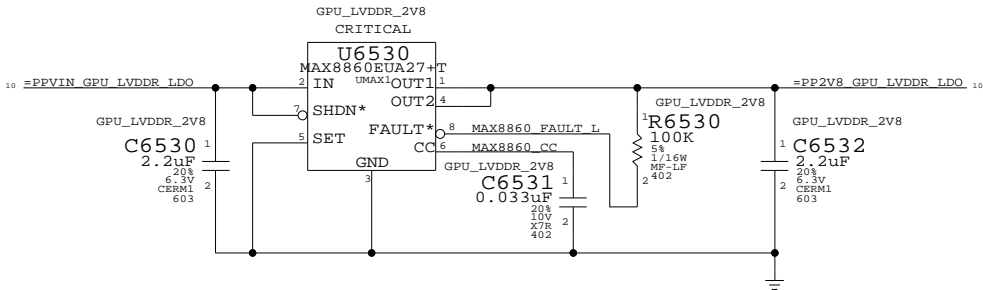 GPU_LVDDR_2V8
CRITICAL
U6530
MAX8860EUA27+T
UMAX1
10 =PPVIN_GPU_LVDDR_LDO
2 IN
OUT1 1
=PP2V8_GPU_LVDDR_LDO 10
OUT2 4
7 SHDN*
GPU_LVDDR_2V8
C6530
2.2uF
20%
6.3V
CERM1
603
1
2
5 SET
FAULT* 8
MAX8860_FAULT_L
CC 6
MAX8860_CC
GND
3
GPU_LVDDR_2V8
C6531
0.033uF
20%
10V
X7R
402
1
2
GPU_LVDDR_2V8
R6530
100K
5%
1/16W
MF-LF
402
1
2
GPU_LVDDR_2V8
C6532
2.2uF
20%
6.3V
CERM1
603
1
2